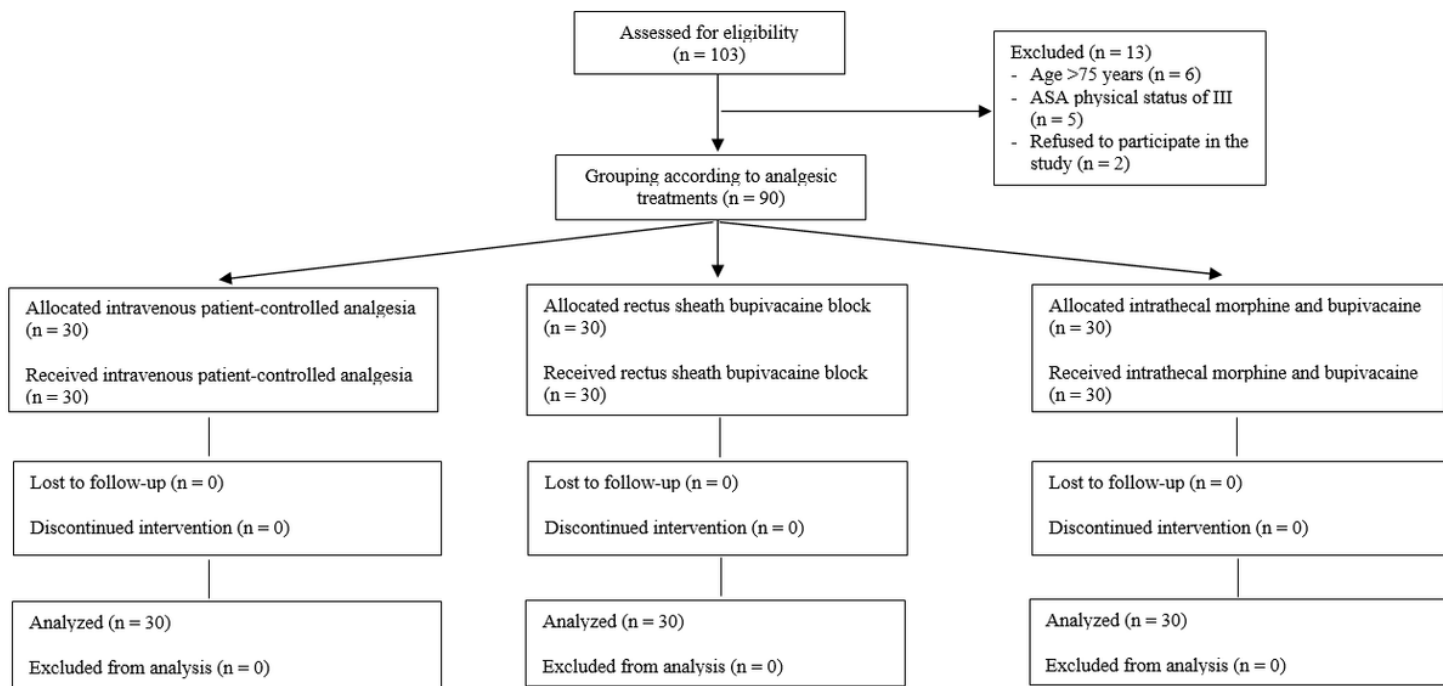 Assessed for eligibility
(n = 103)
Excluded (n = 13)
- Age >75 years (n = 6)
- ASA physical status of III
(n = 5)
- Refused to participate in the
study (n = 2)
Grouping according to analgesic
treatments (n = 90)
Allocated intravenous patient-controlled analgesia
(n = 30)
Received intravenous patient-controlled analgesia
(n = 30)
Allocated rectus sheath bupivacaine block
(n = 30)
Received rectus sheath bupivacaine block
(n = 30)
Allocated intrathecal morphine and bupivacaine
(n = 30)
Received intrathecal morphine and bupivacaine
(n = 30)
Lost to follow-up (n = 0)
Discontinued intervention (n = 0)
Lost to follow-up (n = 0)
Discontinued intervention (n = 0)
Lost to follow-up (n = 0)
Discontinued intervention (n = 0)
Analyzed (n = 30)
Excluded from analysis (n = 0)
Analyzed (n = 30)
Excluded from analysis (n = 0)
Analyzed (n = 30)
Excluded from analysis (n = 0)